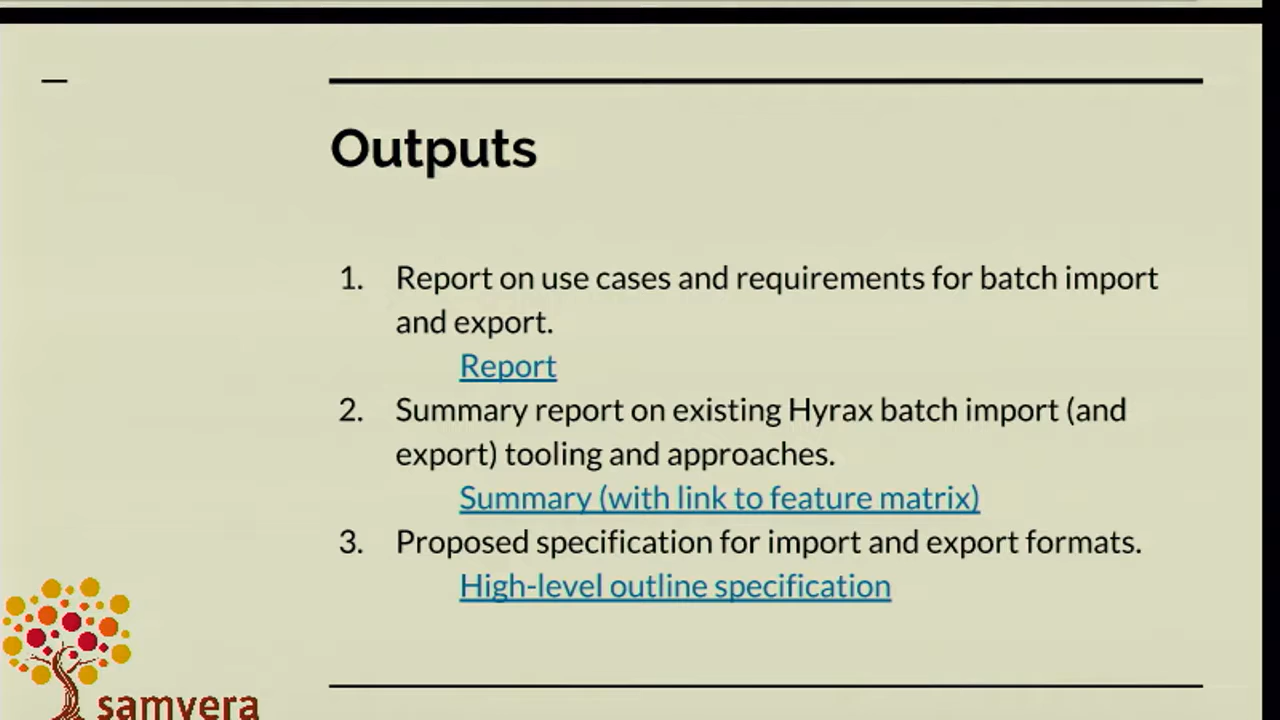 Outputs
1. Report on use cases and requirements for batch import
and export.
Report
2. Summary report on existing Hyrax batch import (and
export) tooling and approaches.
Summary (with link to feature matrix)
3. Proposed specification for import and export formats.
High-level outline specification
samvera